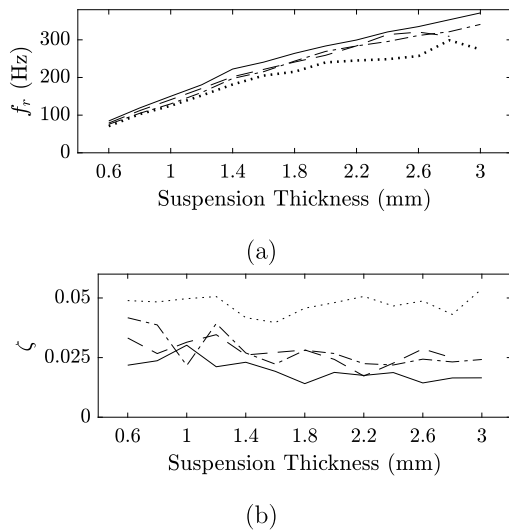 300
200
100
0
f_r (Hz)
0.6 1 1.4 1.8 2.2 2.6 3
Suspension Thickness (mm)
(a)
0.05
0.025
0
ζ
0.6 1 1.4 1.8 2.2 2.6 3
Suspension Thickness (mm)
(b)